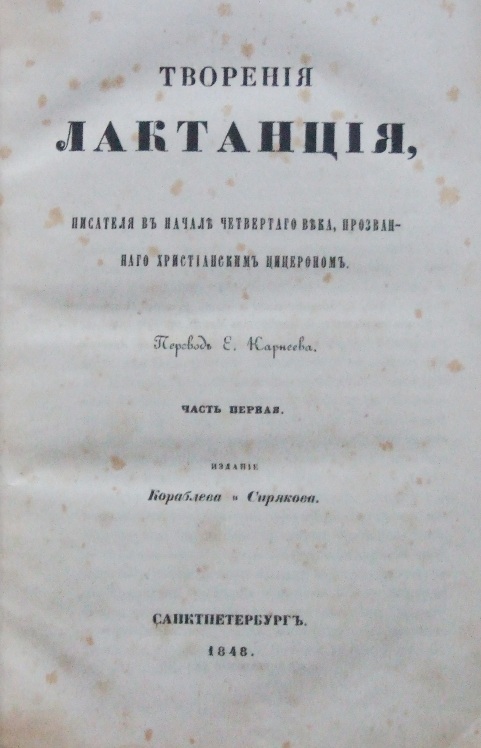 ТВОРЕНІЯ
ЛАКТАНЦІЯ,
ПИСАТЕЛЯ ВЪ НАЧАЛѢ ЧЕТВЕРТАГО ВѢКА, ПРОЗВАН-
НАГО ХРИСТІАНСКИМЪ ЦИЦЕРОНОМЪ.
Переводъ Е. Карнеева.
ЧАСТЬ ПЕРВАЯ.
ИЗДАНІЕ
Кораблева и Сирякова.
САНКТПЕТЕРБУРГЪ.
1848.